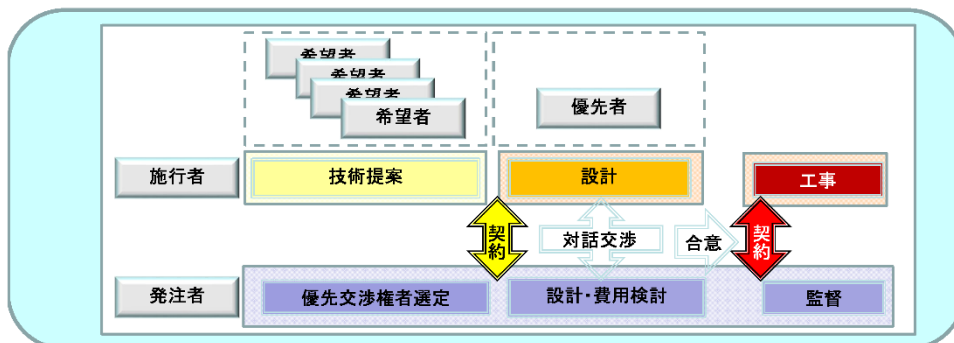 希望者
希望者
希望者
希望者
優先者
施行者
技術提案
設計
工事
契約
対話交渉
合意
契約
発注者
優先交渉権者選定
設計・費用検討
監督